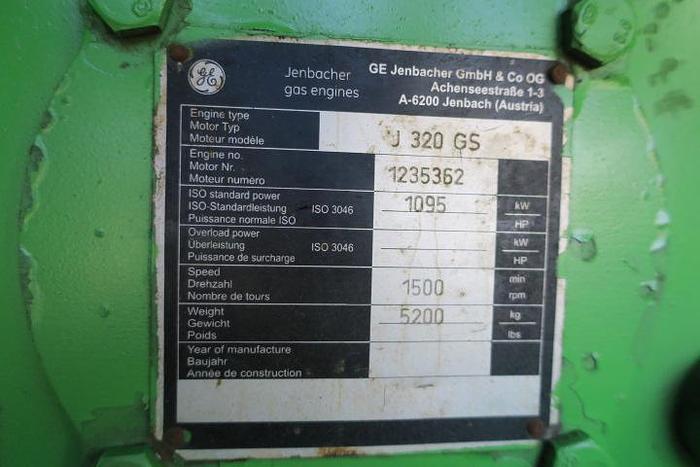 GE
Jenbacher
gas engines
GE Jenbacher GmbH & Co OG
Achenseestraße 1-3
A-6200 Jenbach (Austria)
Engine type
Motor Typ
Moteur modèle
J 320 GS
Engine no.
Motor Nr.
Moteur numéro
1235362
ISO standard power
ISO-Standardleistung ISO 3046
Puissance normale ISO
1095
kW
HP
Overload power
Überleistung ISO 3046
Puissance de surcharge
kW
HP
Speed
Drehzahl
Nombre de tours
1500
min
rpm
Weight
Gewicht
Poids
5200
kg
lbs
Year of manufacture
Baujahr
Année de construction